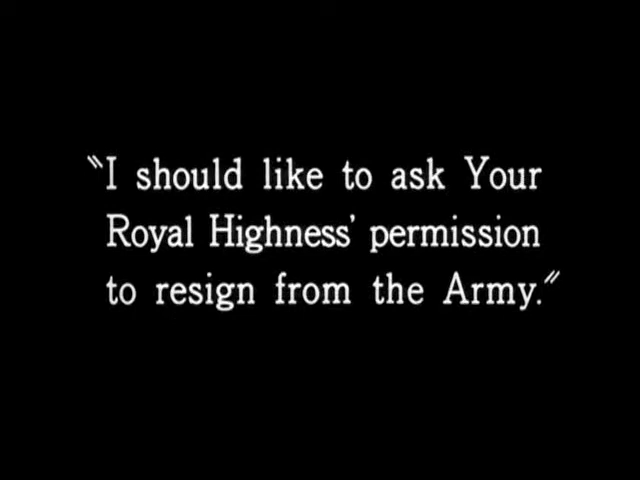 "I should like to ask Your
Royal Highness' permission
to resign from the Army."